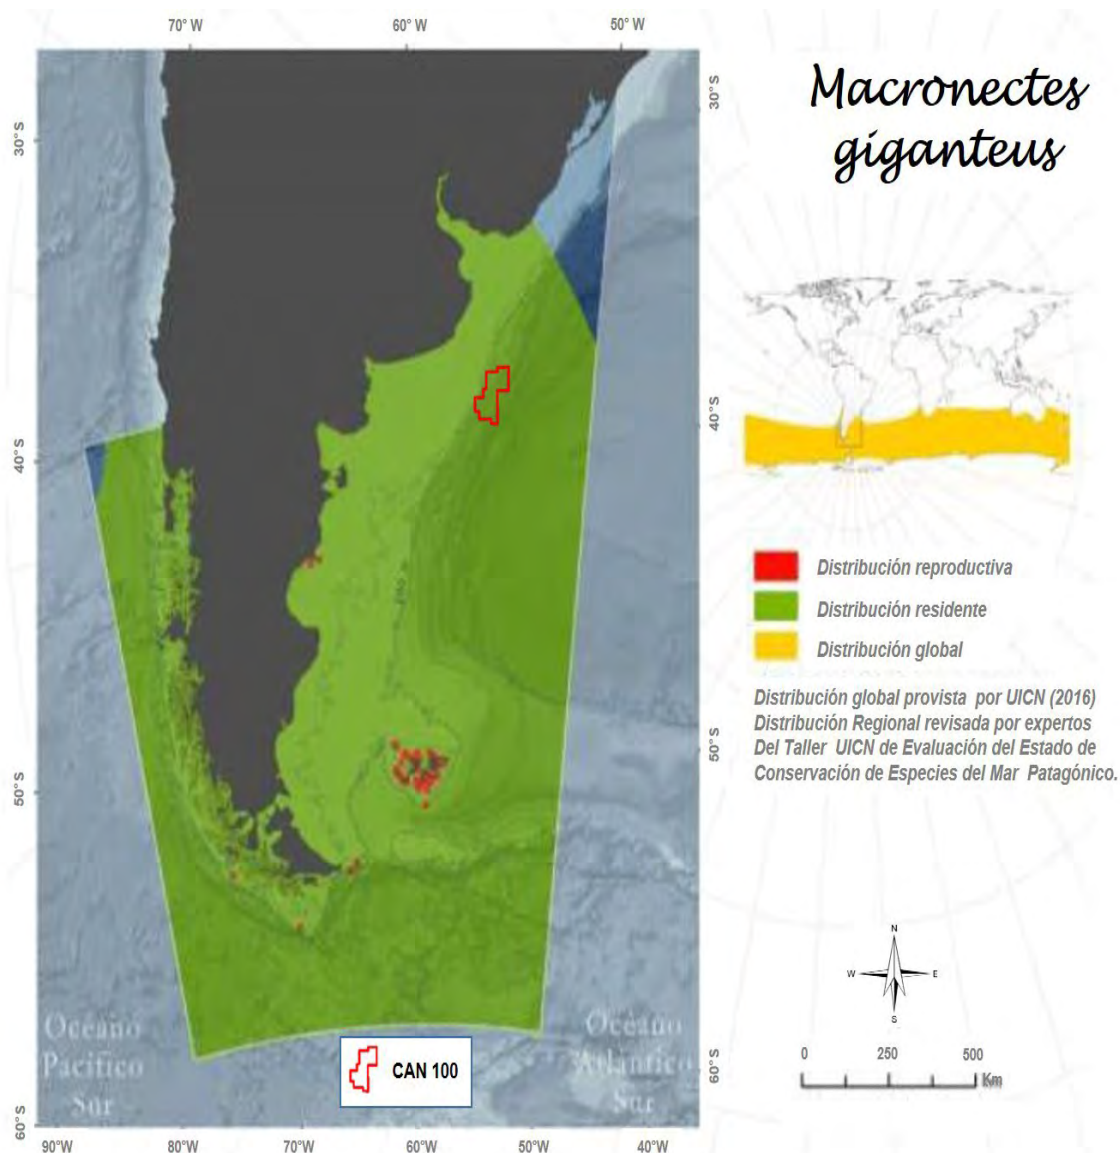 70° W
60° W
50° W
Macronectes
giganteus
30° S
30° S
40° S
40° S
50° S
50° S
60° S
60° S
Distribución reproductiva
Distribución residente
Distribución global
Distribución global provista por UICN (2016)
Distribución Regional revisada por expertos
Del Taller UICN de Evaluación del Estado de
Conservación de Especies del Mar Patagónico.
N
W
E
S
Océano
Pacífico
Sur
Océano
Atlántico
Sur
CAN 100
0
250
500
Km
90°W
80°W
70°W
60°W
50°W
40°W